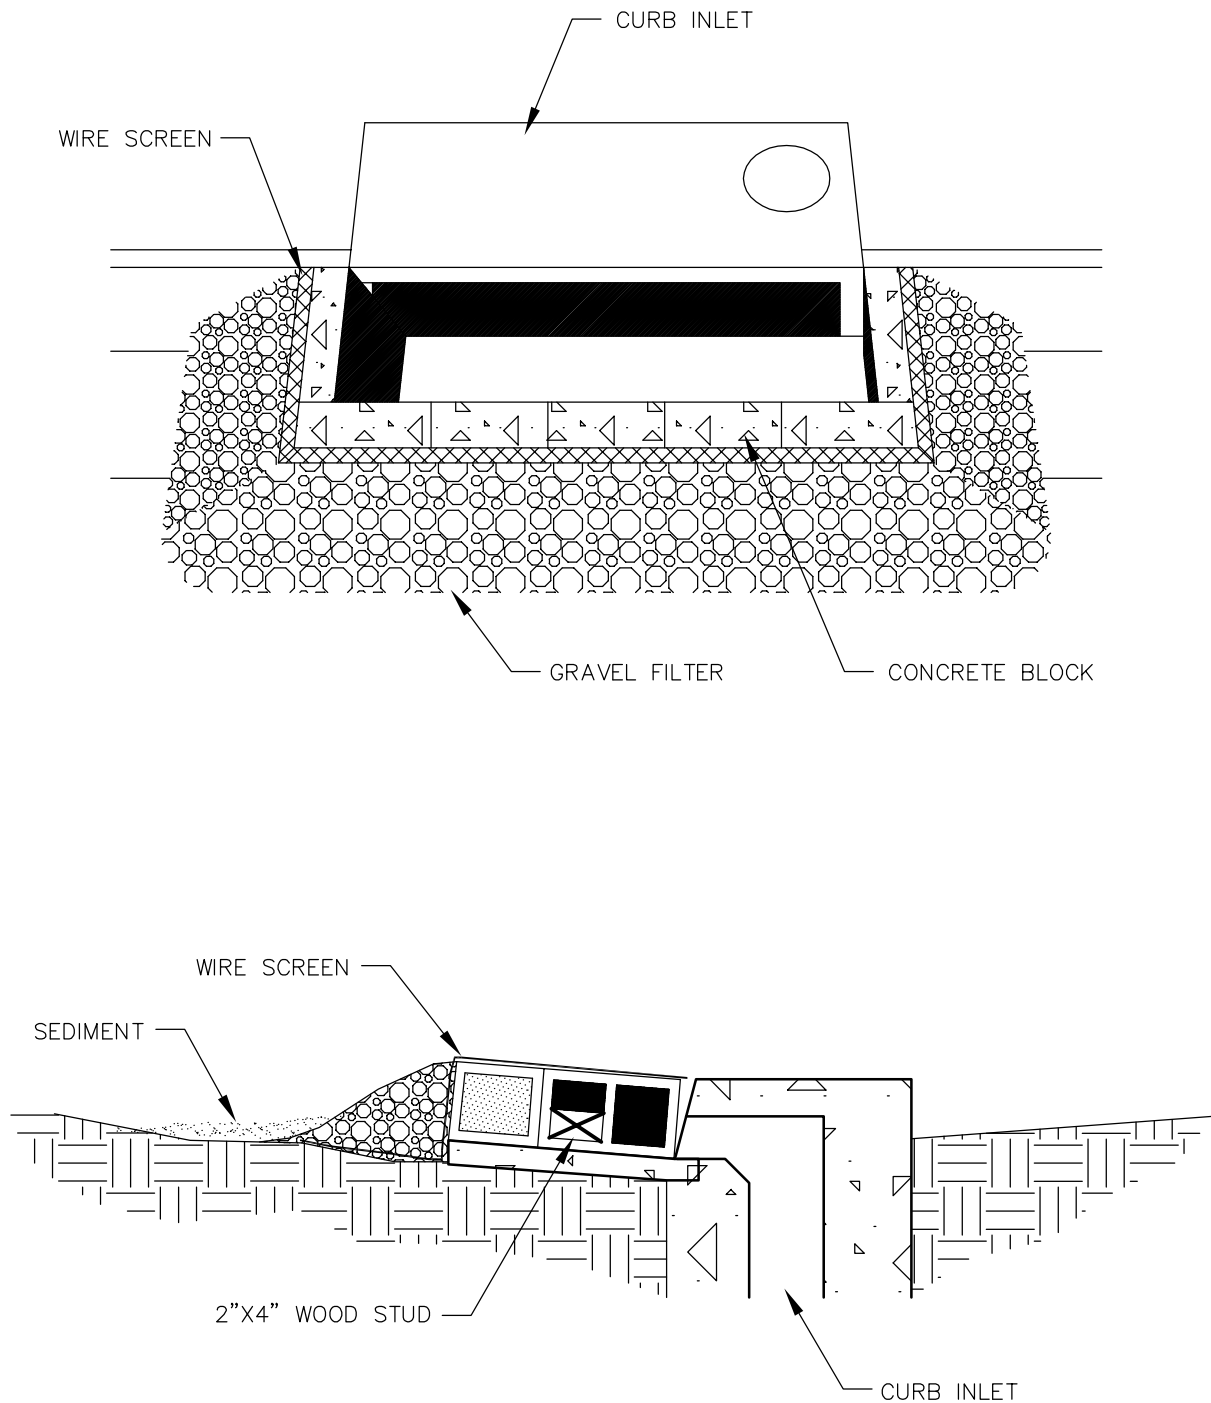 CURB INLET
WIRE SCREEN
GRAVEL FILTER
CONCRETE BLOCK
WIRE SCREEN
SEDIMENT
2”X4” WOOD STUD
CURB INLET